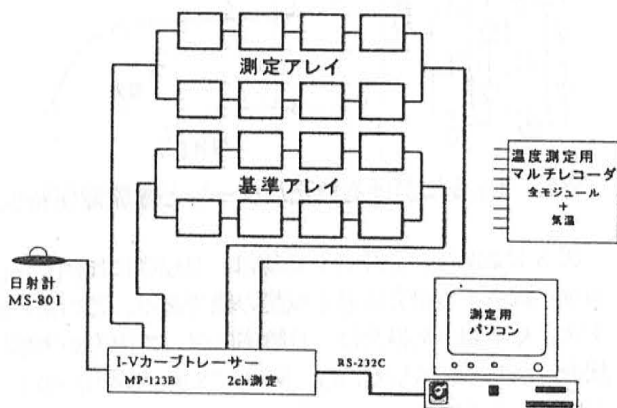 測定アレイ
基準アレイ
温度測定用
マルチレコーダ
全モジュール
+
気温
日射計
MS-801
測定用
パソコン
I-Vカーブトレーサー
MP-123B 2ch測定
RS-232C